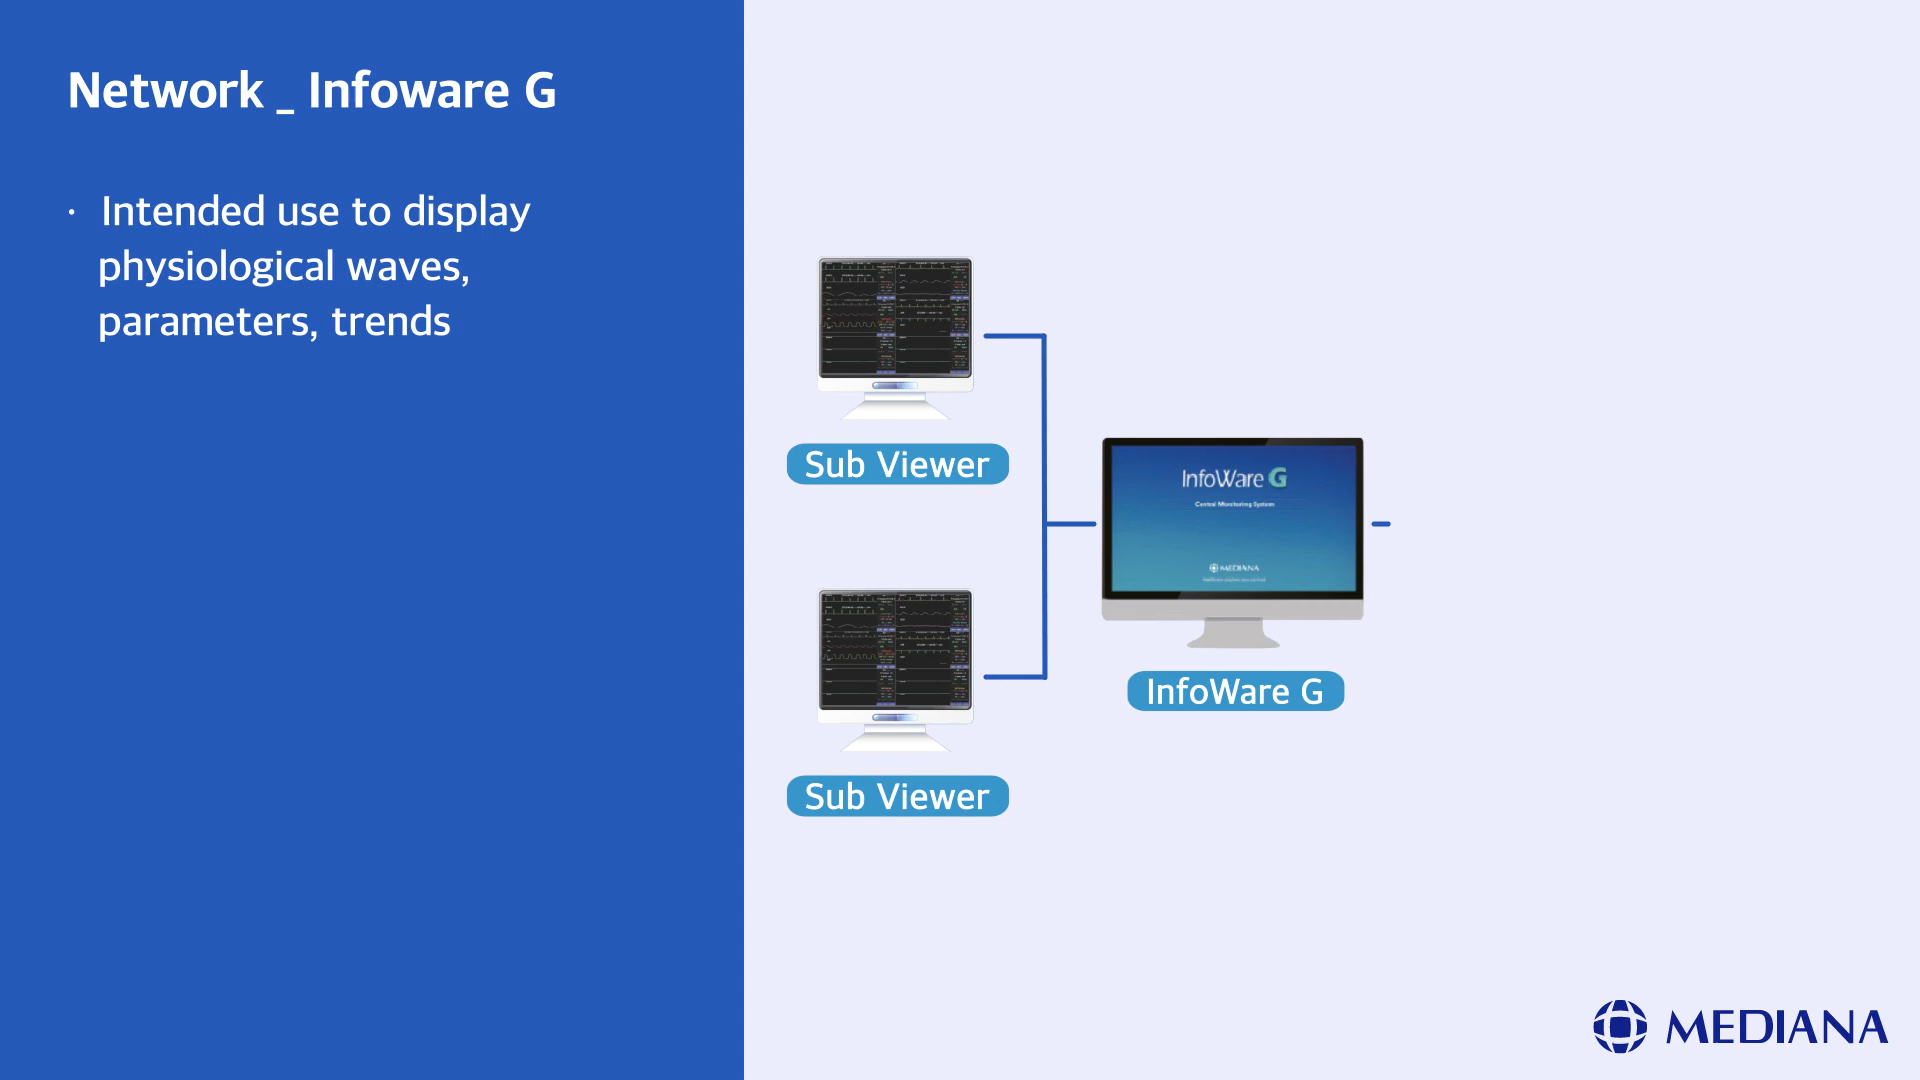 Network _ Infoware G
· Intended use to display
physiological waves,
parameters, trends
Sub Viewer
InfoWare G
Central Monitoring System
MEDIANA
InfoWare G
Sub Viewer
MEDIANA